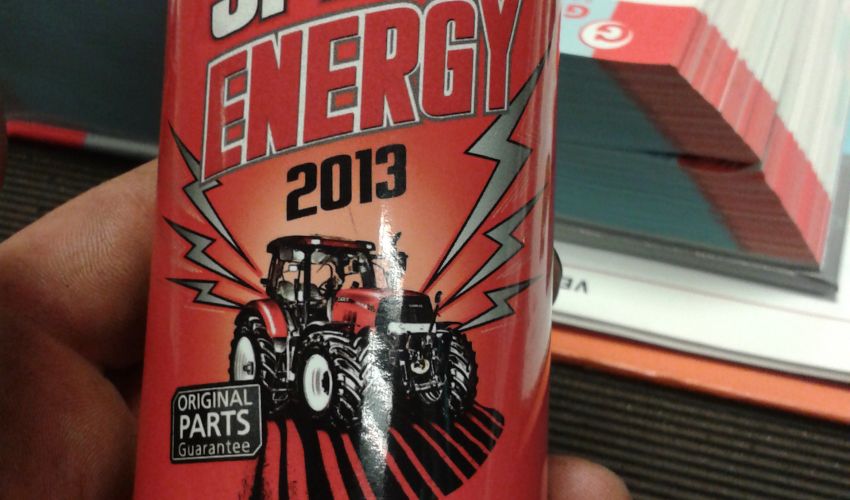 ENERGY
2013
ORIGINAL
PARTS
Guarantee